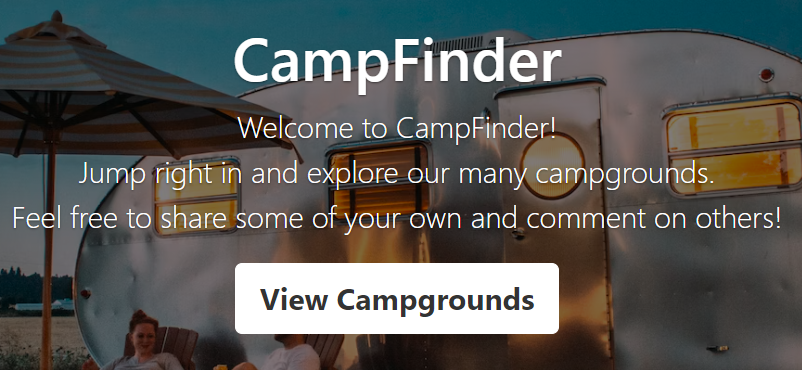 CampFinder
Welcome to CampFinder!
Jump right in and explore our many campgrounds.
Feel free to share some of your own and comment on others!
View Campgrounds